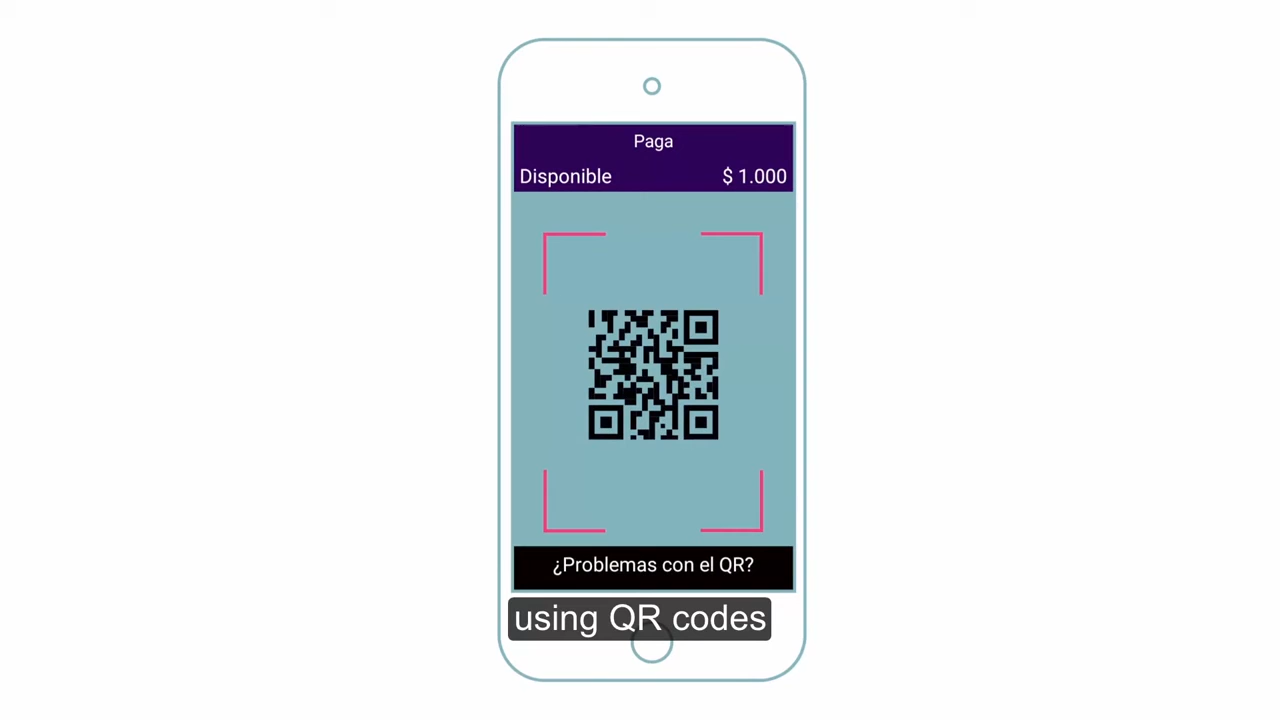 Paga
Disponible $ 1.000
¿Problemas con el QR?
using QR codes